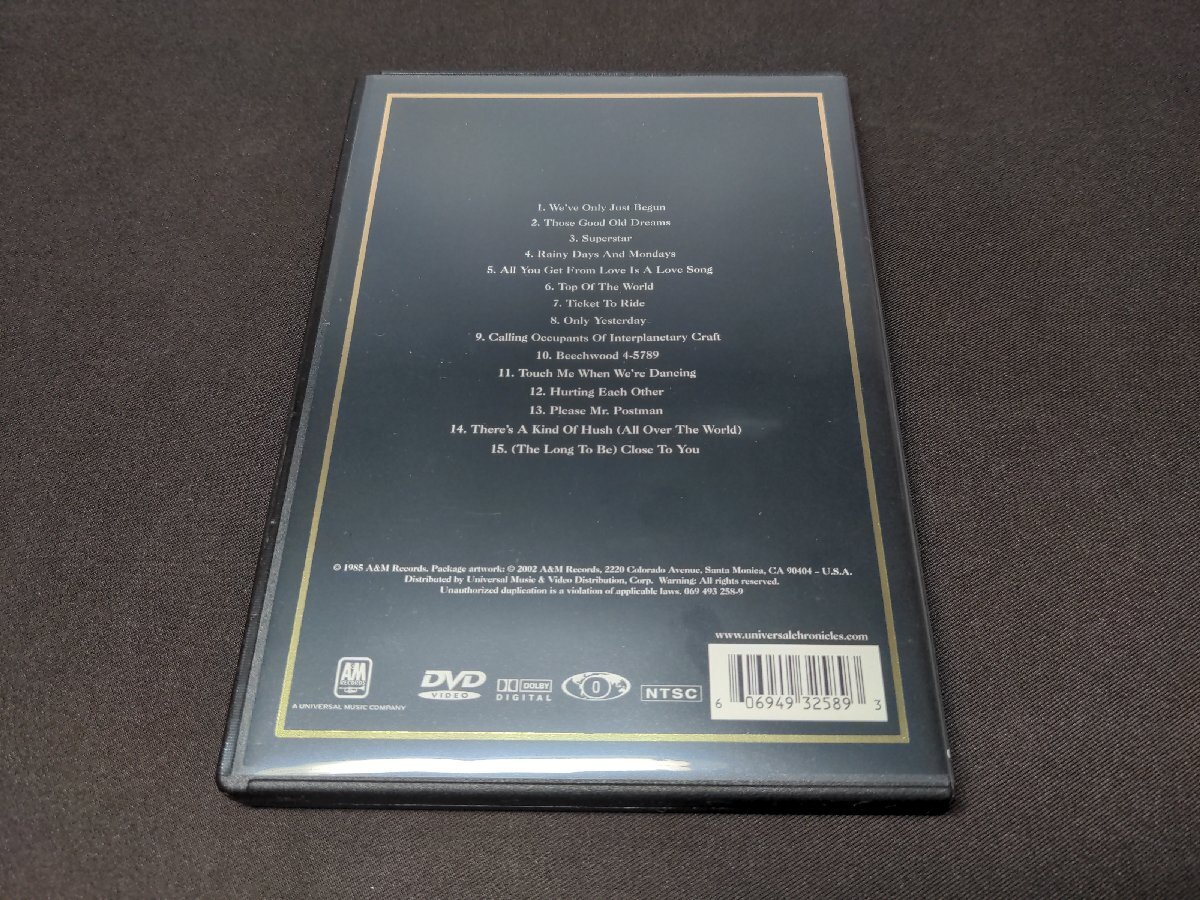 1. We've Only Just Begun
2. Those Good Old Dreams
3. Superstar
4. Rainy Days And Mondays
5. All You Get From Love Is A Love Song
6. Top Of The World
7. Ticket To Ride
8. Only Yesterday
9. Calling Occupants Of Interplanetary Craft
10. Beechwood 4-5789
11. Touch Me When We're Dancing
12. Hurting Each Other
13. Please Mr. Postman
14. There's A Kind Of Hush (All Over The World)
15. (The Long To Be) Close To You
© 1985 A&M Records. Package artwork: © 2002 A&M Records, 2220 Colorado Avenue, Santa Monica, CA 90404 – U.S.A.
Distributed by Universal Music & Video Distribution, Corp. Warning: All rights reserved.
Unauthorized duplication is a violation of applicable laws. 069 493 258-9
www.universalchronicles.com
A&M
RECORDS
A UNIVERSAL MUSIC COMPANY
DVD
VIDEO
DOLBY
DIGITAL
0
NTSC
6 06949 32589 3